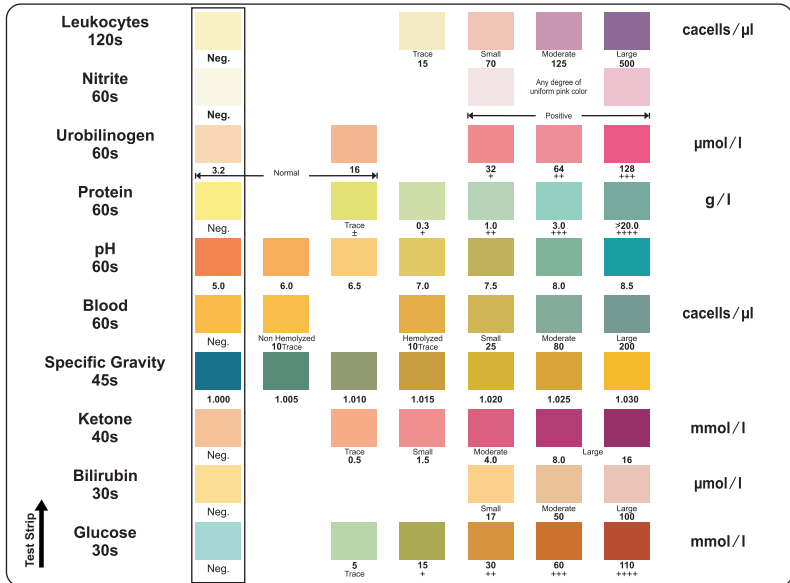 Leukocytes
120s
Neg.
Trace
15
Small
70
Moderate
125
Large
500
cacells/µl
Nitrite
60s
Neg.
Any degree of
uniform pink color
Positive
Urobilinogen
60s
3.2
Normal
16
32
+
64
++
128
+++
µmol/l
Protein
60s
Neg.
Trace
±
0.3
+
1.0
++
3.0
+++
>20.0
++++
g/l
pH
60s
5.0
6.0
6.5
7.0
7.5
8.0
8.5
Blood
60s
Neg.
Non Hemolyzed
10Trace
Hemolyzed
10Trace
Small
25
Moderate
80
Large
200
cacells/µl
Specific Gravity
45s
1.000
1.005
1.010
1.015
1.020
1.025
1.030
Ketone
40s
Neg.
Trace
0.5
Small
1.5
Moderate
4.0
Large
8.0
16
mmol/l
Bilirubin
30s
Neg.
Small
17
Moderate
50
Large
100
µmol/l
Glucose
30s
Neg.
5
Trace
15
+
30
++
60
+++
110
++++
mmol/l
Test Strip